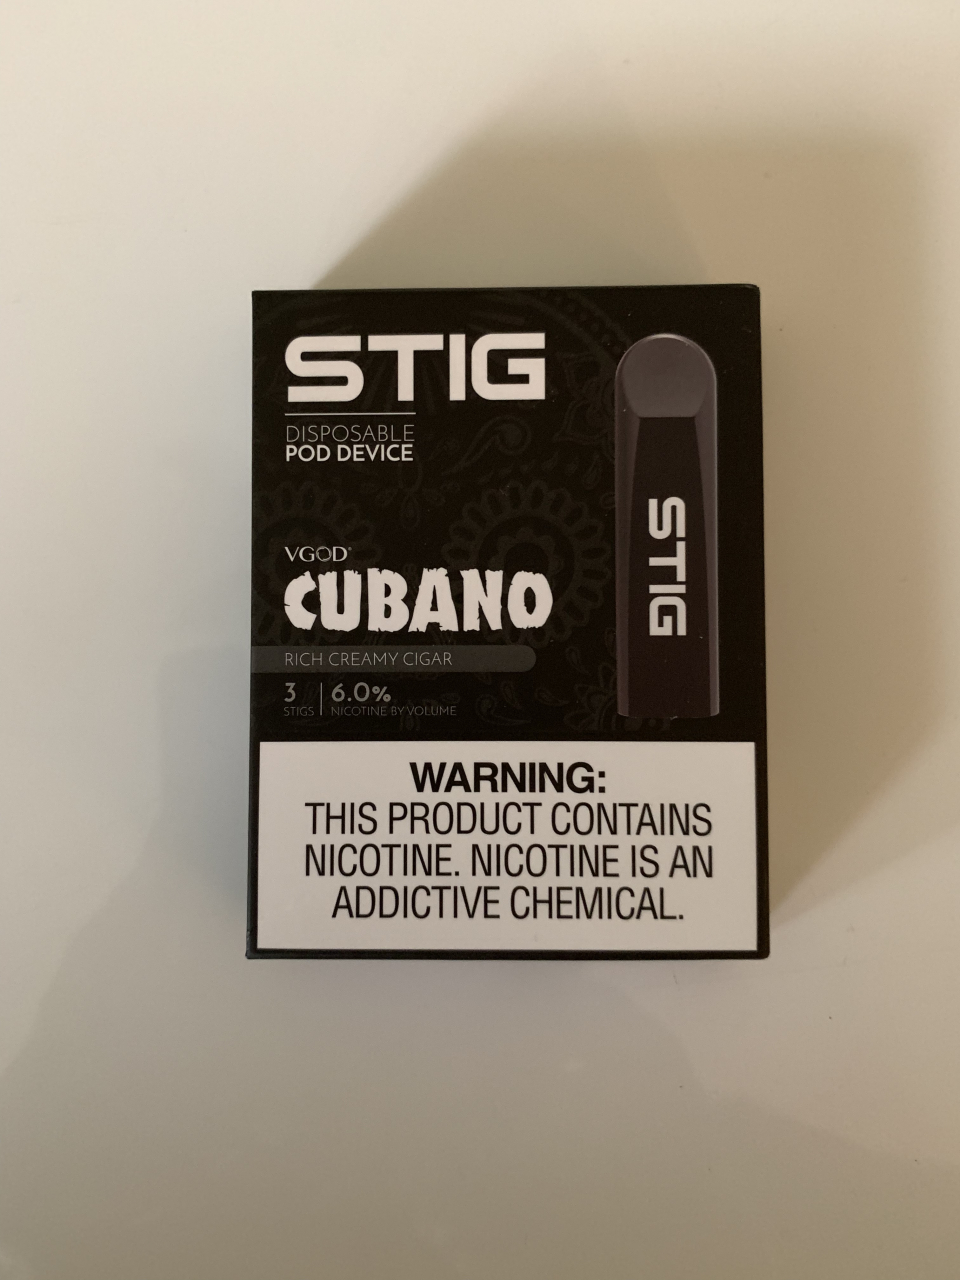 STIG
DISPOSABLE
POD DEVICE
VGOD®
CUBANO
RICH CREAMY CIGAR
3 | 6.0%
STIGS | NICOTINE BY VOLUME
STIG
WARNING:
THIS PRODUCT CONTAINS
NICOTINE. NICOTINE IS AN
ADDICTIVE CHEMICAL.